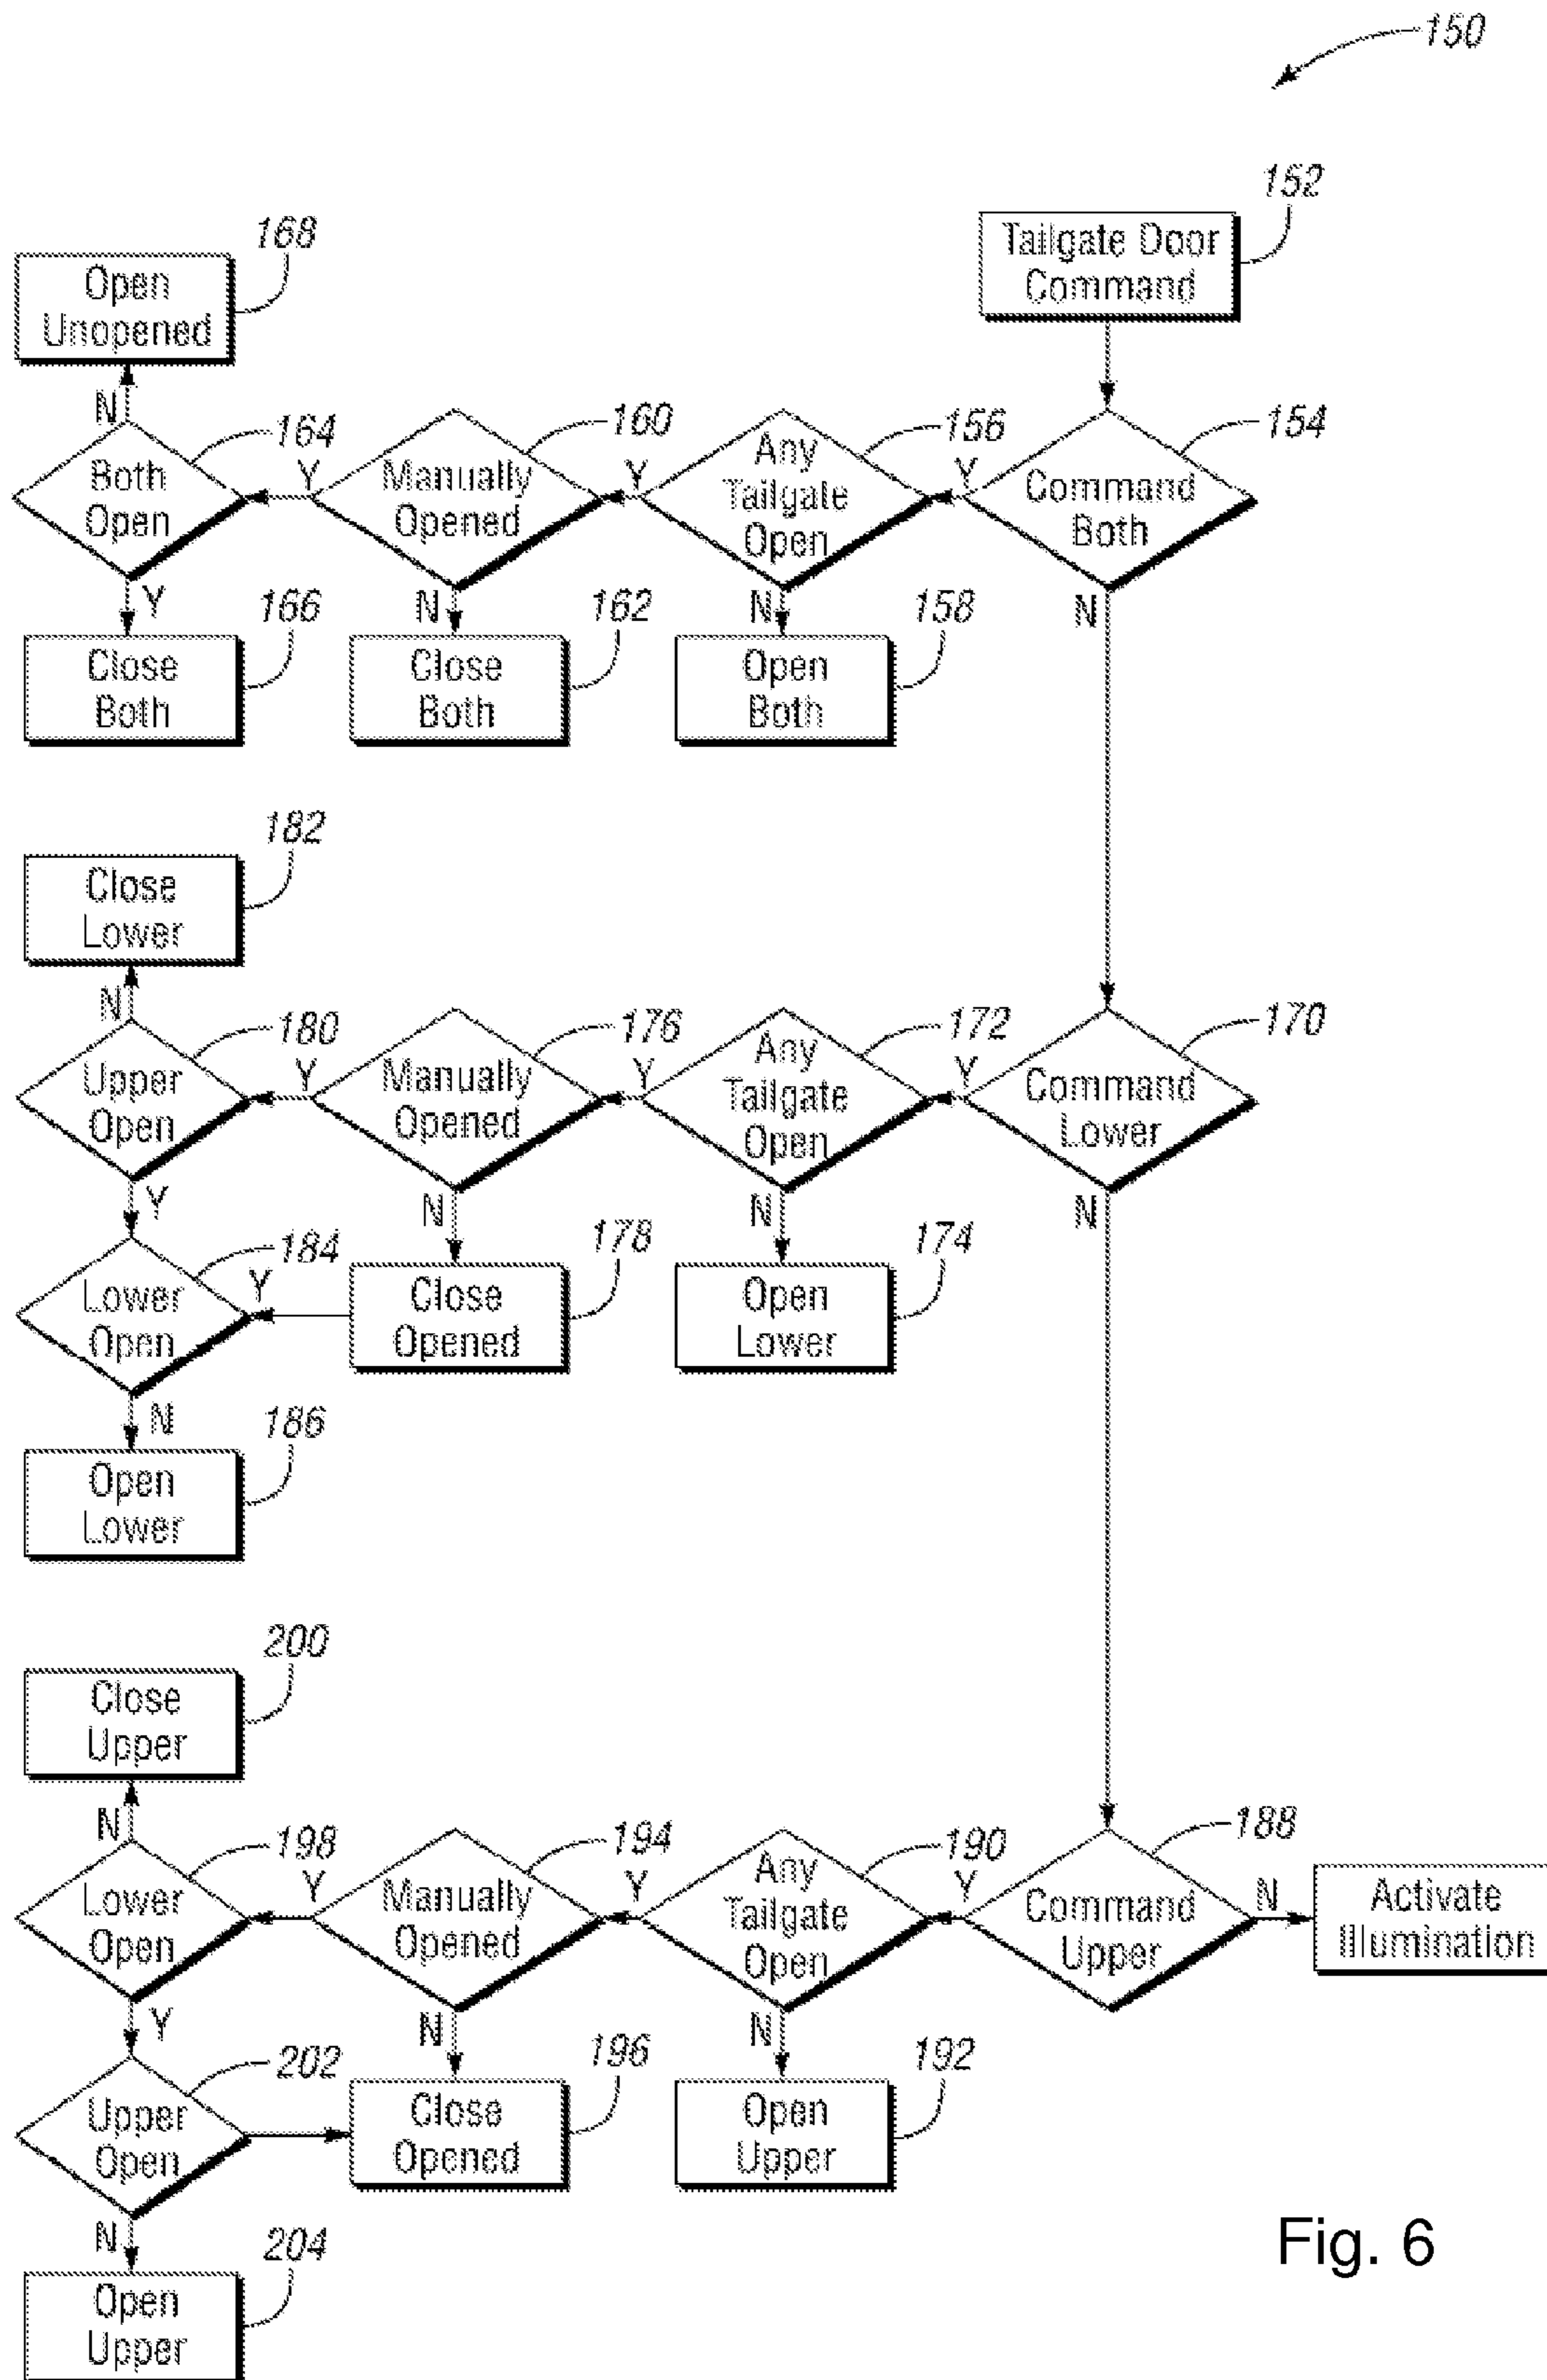 150
152
Tailgate Door
Command
168
Open
Unopened
N
164
Both
Open
Y
160
Manually
Opened
Y
156
Any
Tailgate
Open
Y
154
Command
Both
Y
166
Close
Both
N
162
Close
Both
N
158
Open
Both
N
182
Close
Lower
N
180
Upper
Open
Y
176
Manually
Opened
Y
172
Any
Tailgate
Open
Y
170
Command
Lower
Y
184
Lower
Open
Y
N
178
Close
Opened
N
174
Open
Lower
N
N
186
Open
Lower
200
Close
Upper
N
198
Lower
Open
Y
194
Manually
Opened
Y
190
Any
Tailgate
Open
Y
188
Command
Upper
N
Activate
Illumination
Y
202
Upper
Open
N
196
Close
Opened
N
192
Open
Upper
N
204
Open
Upper
Fig. 6